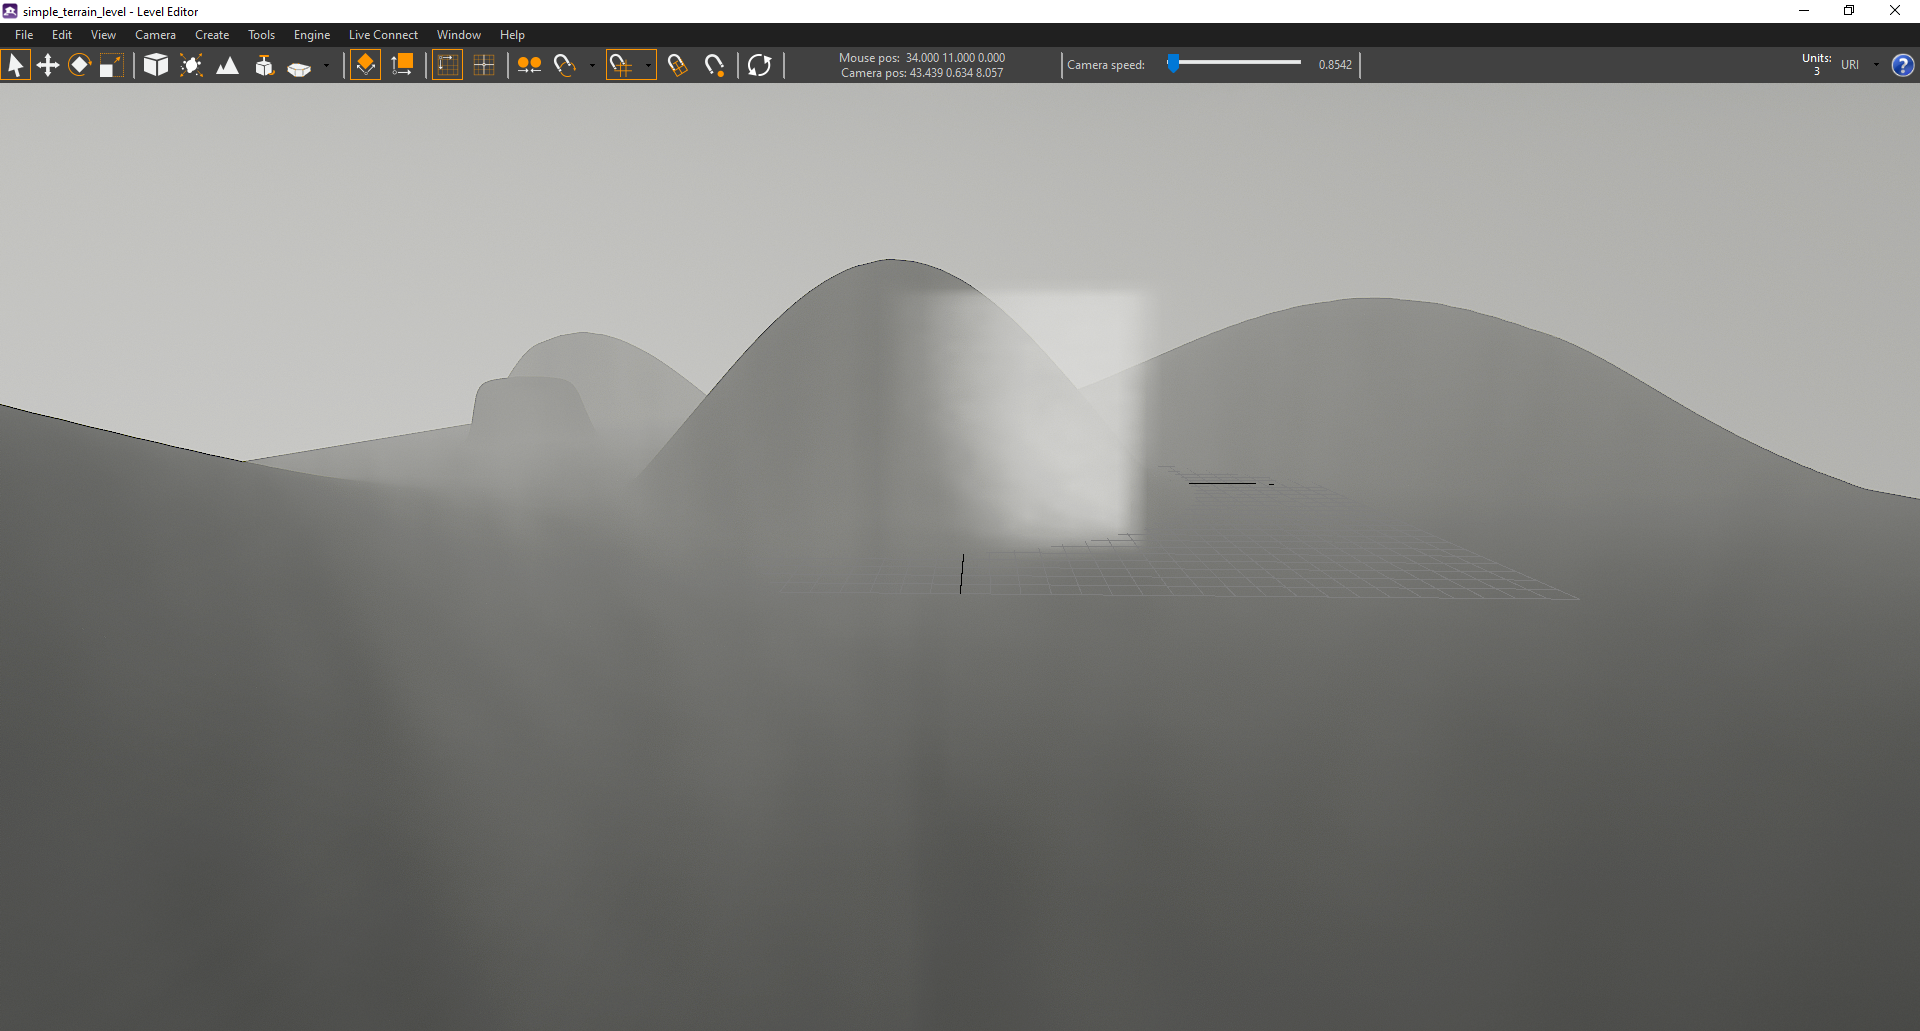 simple_terrain_level - Level Editor
File Edit View Camera Create Tools Engine Live Connect Window Help
Mouse pos: 34.000 11.000 0.000
Camera pos: 43.439 0.634 8.057
Camera speed: 0.8542
Units:
3
URI
?